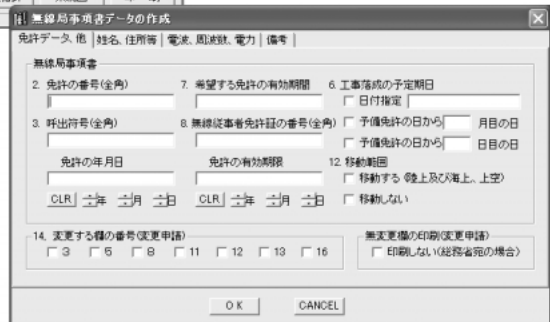 無線局事項書データの作成
免許データ、他 姓名、住所等 電波、周波数、電力 備考
無線局事項書
2. 免許の番号(全角) 7. 希望する免許の有効期間 6. 工事落成の予定期日
日付指定
3. 呼出符号(全角) 8. 無線従事者免許証の番号(全角) 予備免許の日から 月目の日
予備免許の日から 日目の日
免許の年月日 免許の有効期限 12. 移動範囲
移動する(陸上及び海上、上空)
CLR 年 月 日 CLR 年 月 日 移動しない
14. 変更する欄の番号(変更申請) 無変更欄の印刷(変更申請)
3 5 8 11 12 13 16 印刷しない(総務省宛の場合)
OK CANCEL